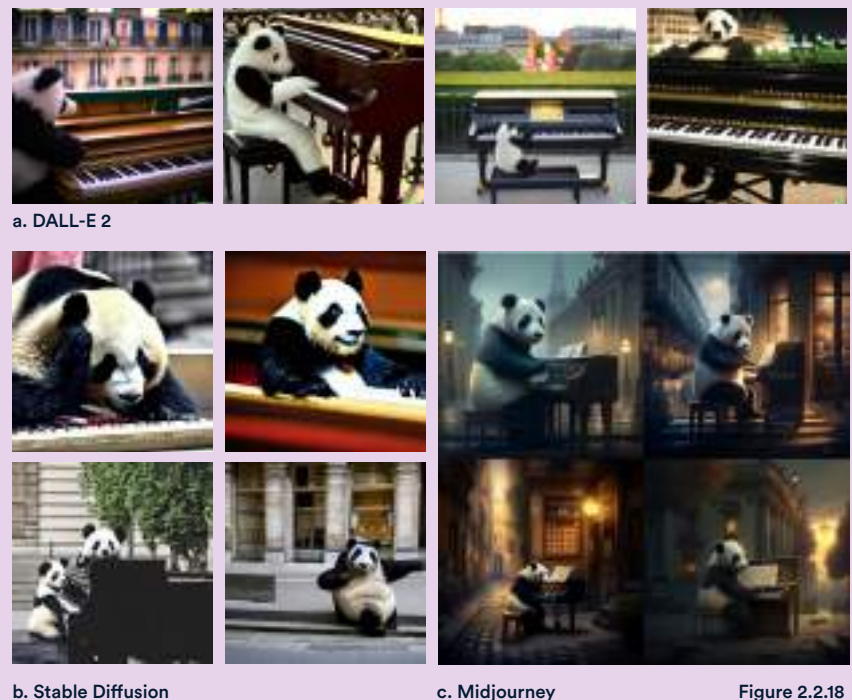 a. DALL-E 2
b. Stable Diffusion
c. Midjourney
Figure 2.2.18